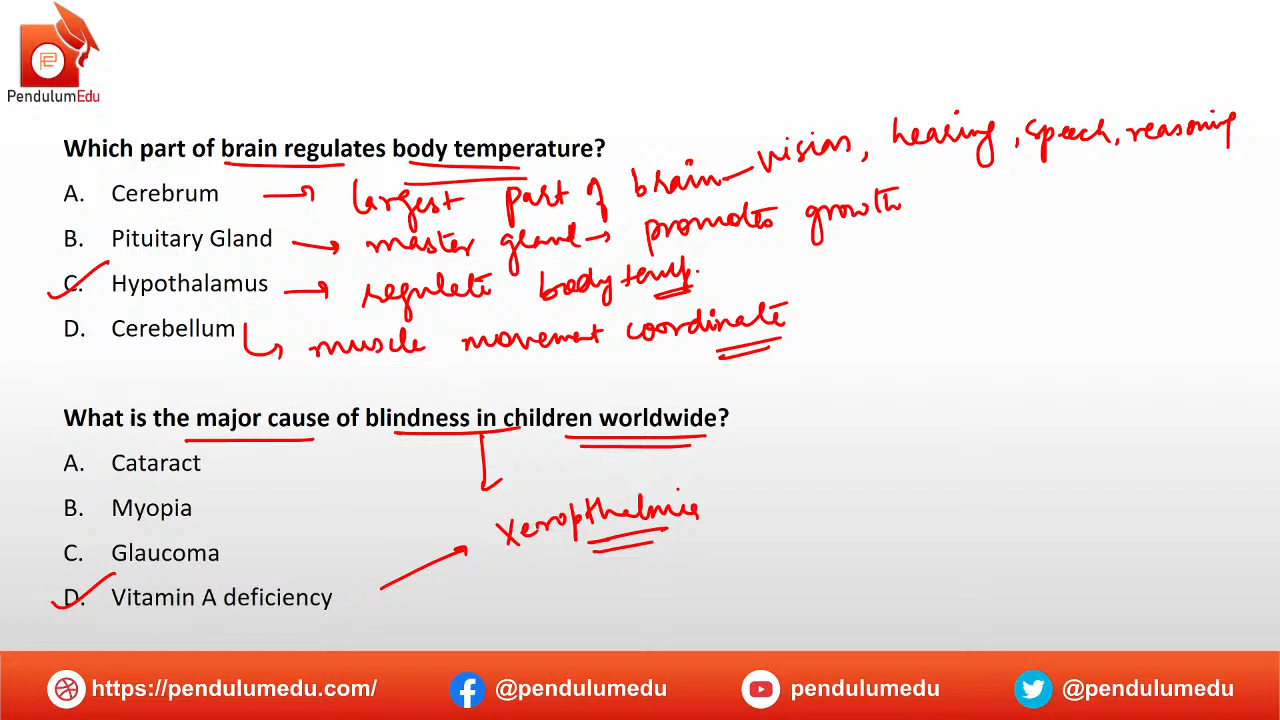 PendulumEdu
Which part of brain regulates body temperature?
A. Cerebrum → largest part of brain – vision, hearing, speech, reasoning
B. Pituitary Gland → master gland → promotes growth
C. Hypothalamus → regulate body temp.
D. Cerebellum → muscle movement coordinate
What is the major cause of blindness in children worldwide?
A. Cataract
B. Myopia
Xeropthelmia
C. Glaucoma
D. Vitamin A deficiency
https://pendulumedu.com/ @pendulumedu pendulumedu @pendulumedu